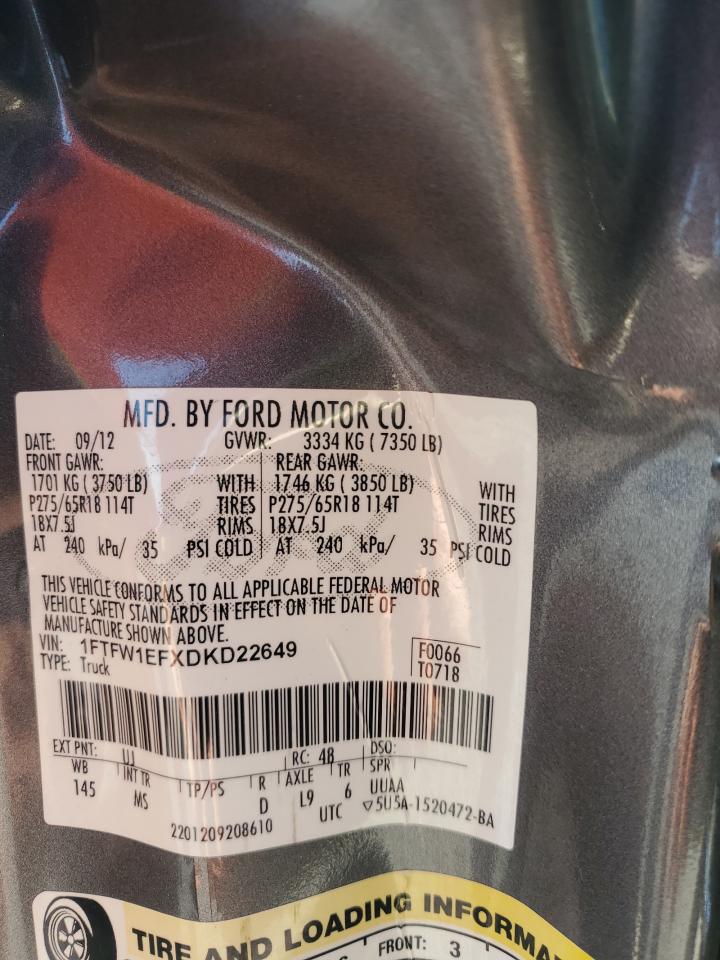 MFD. BY FORD MOTOR CO.
DATE: 09/12 GVWR: 3334 KG ( 7350 LB)
FRONT GAWR: REAR GAWR:
1701 KG ( 3750 LB) WITH 1746 KG ( 3850 LB) WITH
P275/65R18 114T TIRES P275/65R18 114T TIRES
18X7.5J RIMS 18X7.5J RIMS
AT 240 kPa/ 35 PSI COLD AT 240 kPa/ 35 PSI COLD
THIS VEHICLE CONFORMS TO ALL APPLICABLE FEDERAL MOTOR
VEHICLE SAFETY STANDARDS IN EFFECT ON THE DATE OF
MANUFACTURE SHOWN ABOVE.
VIN: 1FTFW1EFXDKD22649 F0066
TYPE: Truck T0718
EXT PNT: UJ RC: 48 DSO:
WB INT TR TP/PS R AXLE TR SPR
145 MS D L9 6 UUAA
2201209208610 UTC ▽5U5A-1520472-BA
TIRE AND LOADING INFORMA
FRONT: 3